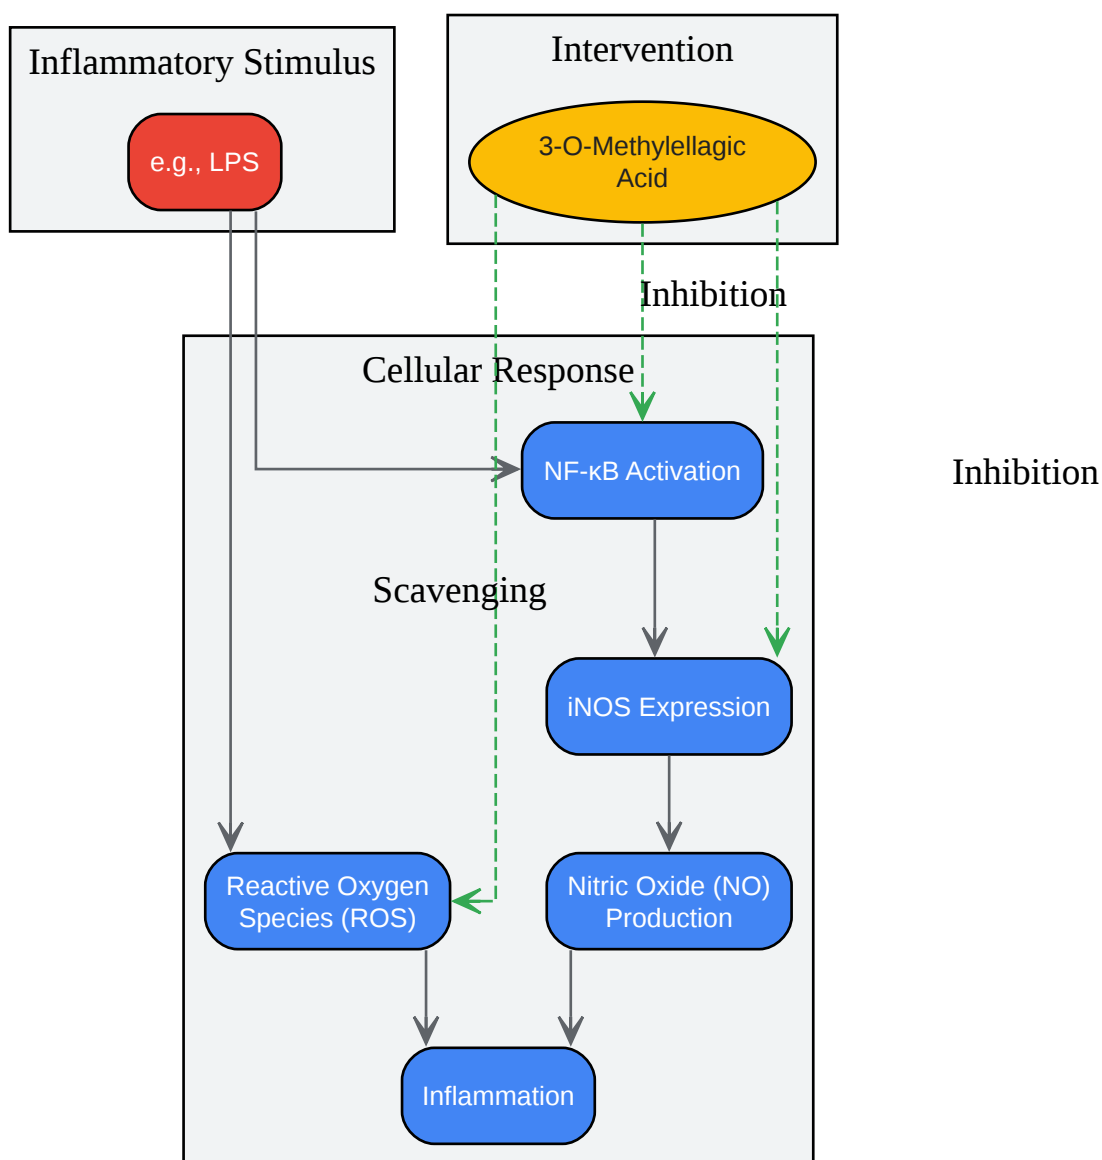 Inflammatory Stimulus
e.g., LPS
Intervention
3-O-Methylellagic
Acid
Inhibition
Cellular Response
NF-κB Activation
Inhibition
Scavenging
iNOS Expression
Reactive Oxygen
Species (ROS)
Nitric Oxide (NO)
Production
Inflammation